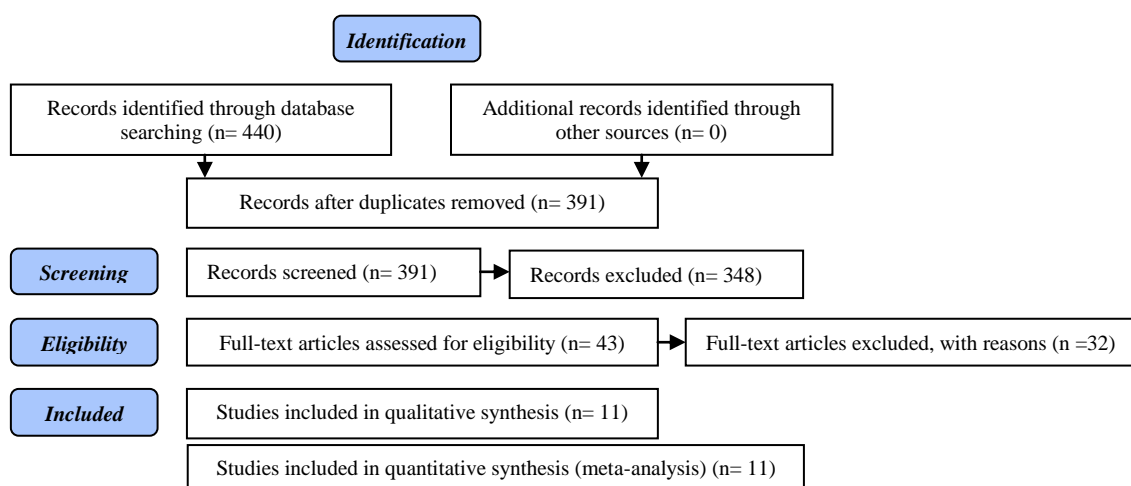 Identification
Records identified through database
searching (n= 440)
Additional records identified through
other sources (n= 0)
Records after duplicates removed (n= 391)
Screening
Records screened (n= 391)
Records excluded (n= 348)
Eligibility
Full-text articles assessed for eligibility (n= 43)
Full-text articles excluded, with reasons (n =32)
Included
Studies included in qualitative synthesis (n= 11)
Studies included in quantitative synthesis (meta-analysis) (n= 11)